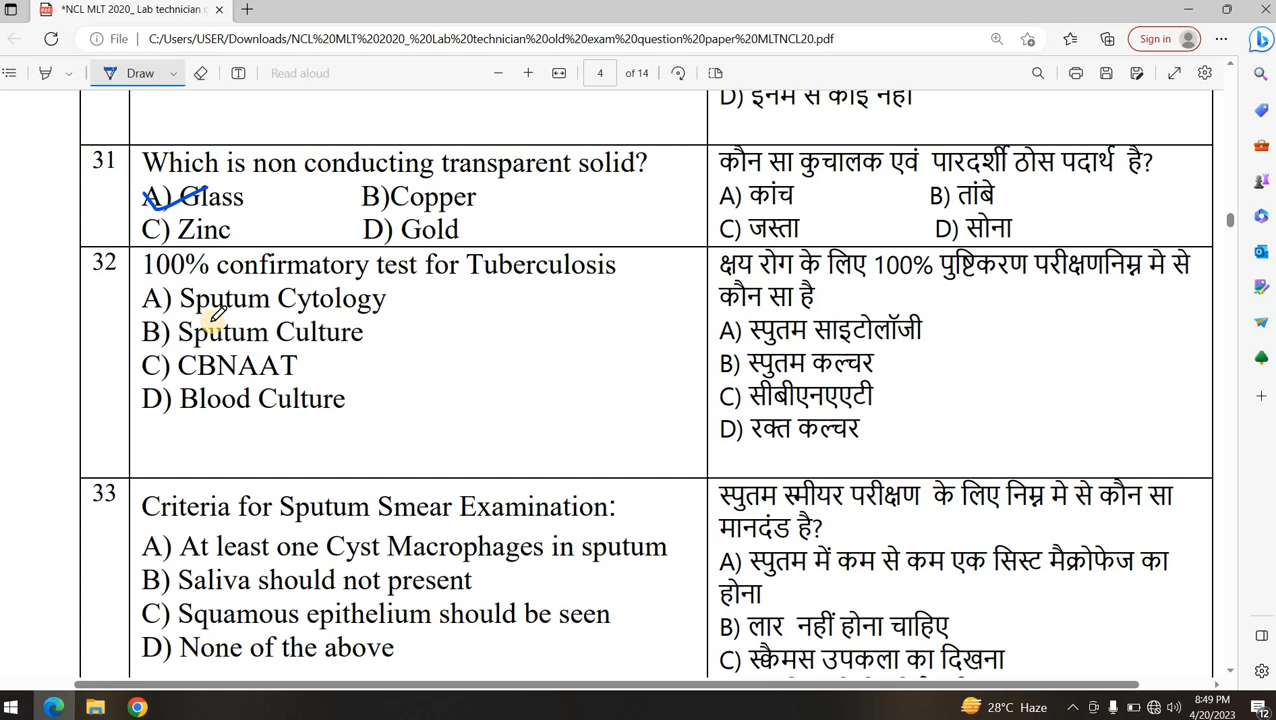 *NCL MLT 2020_ Lab technician
File
C:/Users/USER/Downloads/NCL%20MLT%202020_%20Lab%20technician%20old%20exam%20question%20paper%20MLTNCL20.pdf
Sign in
Draw
Read aloud
4
of 14
D) इनमे से कोई नहीं
31
Which is non conducting transparent solid?
A) Glass B)Copper
C) Zinc D) Gold
कौन सा कुचालक एवं पारदर्शी ठोस पदार्थ है?
A) कांच B) तांबे
C) जस्ता D) सोना
32
100% confirmatory test for Tuberculosis
A) Sputum Cytology
B) Sputum Culture
C) CBNAAT
D) Blood Culture
क्षय रोग के लिए 100% पुष्टिकरण परीक्षणनिम्न मे से
कौन सा है
A) स्पुतम साइटोलॉजी
B) स्पुतम कल्चर
C) सीबीएनएएटी
D) रक्त कल्चर
33
Criteria for Sputum Smear Examination:
A) At least one Cyst Macrophages in sputum
B) Saliva should not present
C) Squamous epithelium should be seen
D) None of the above
स्पुतम स्मीयर परीक्षण के लिए निम्न मे से कौन सा
मानदंड है?
A) स्पुतम में कम से कम एक सिस्ट मैक्रोफेज का
होना
B) लार नहीं होना चाहिए
C) स्कैमस उपकला का दिखना
28°C Haze
8:49 PM
4/20/2023
12